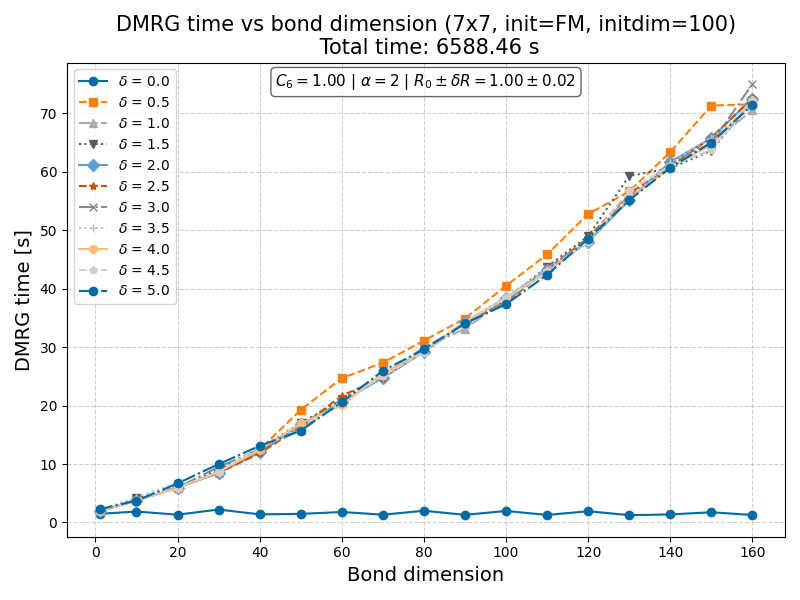 DMRG time vs bond dimension (7x7, init=FM, initdim=100)
Total time: 6588.46 s
C₆ = 1.00 | α = 2 | R₀ ± δR = 1.00 ± 0.02
δ = 0.0
δ = 0.5
δ = 1.0
δ = 1.5
δ = 2.0
δ = 2.5
δ = 3.0
δ = 3.5
δ = 4.0
δ = 4.5
δ = 5.0
DMRG time [s]
70
60
50
40
30
20
10
0
0 20 40 60 80 100 120 140 160
Bond dimension